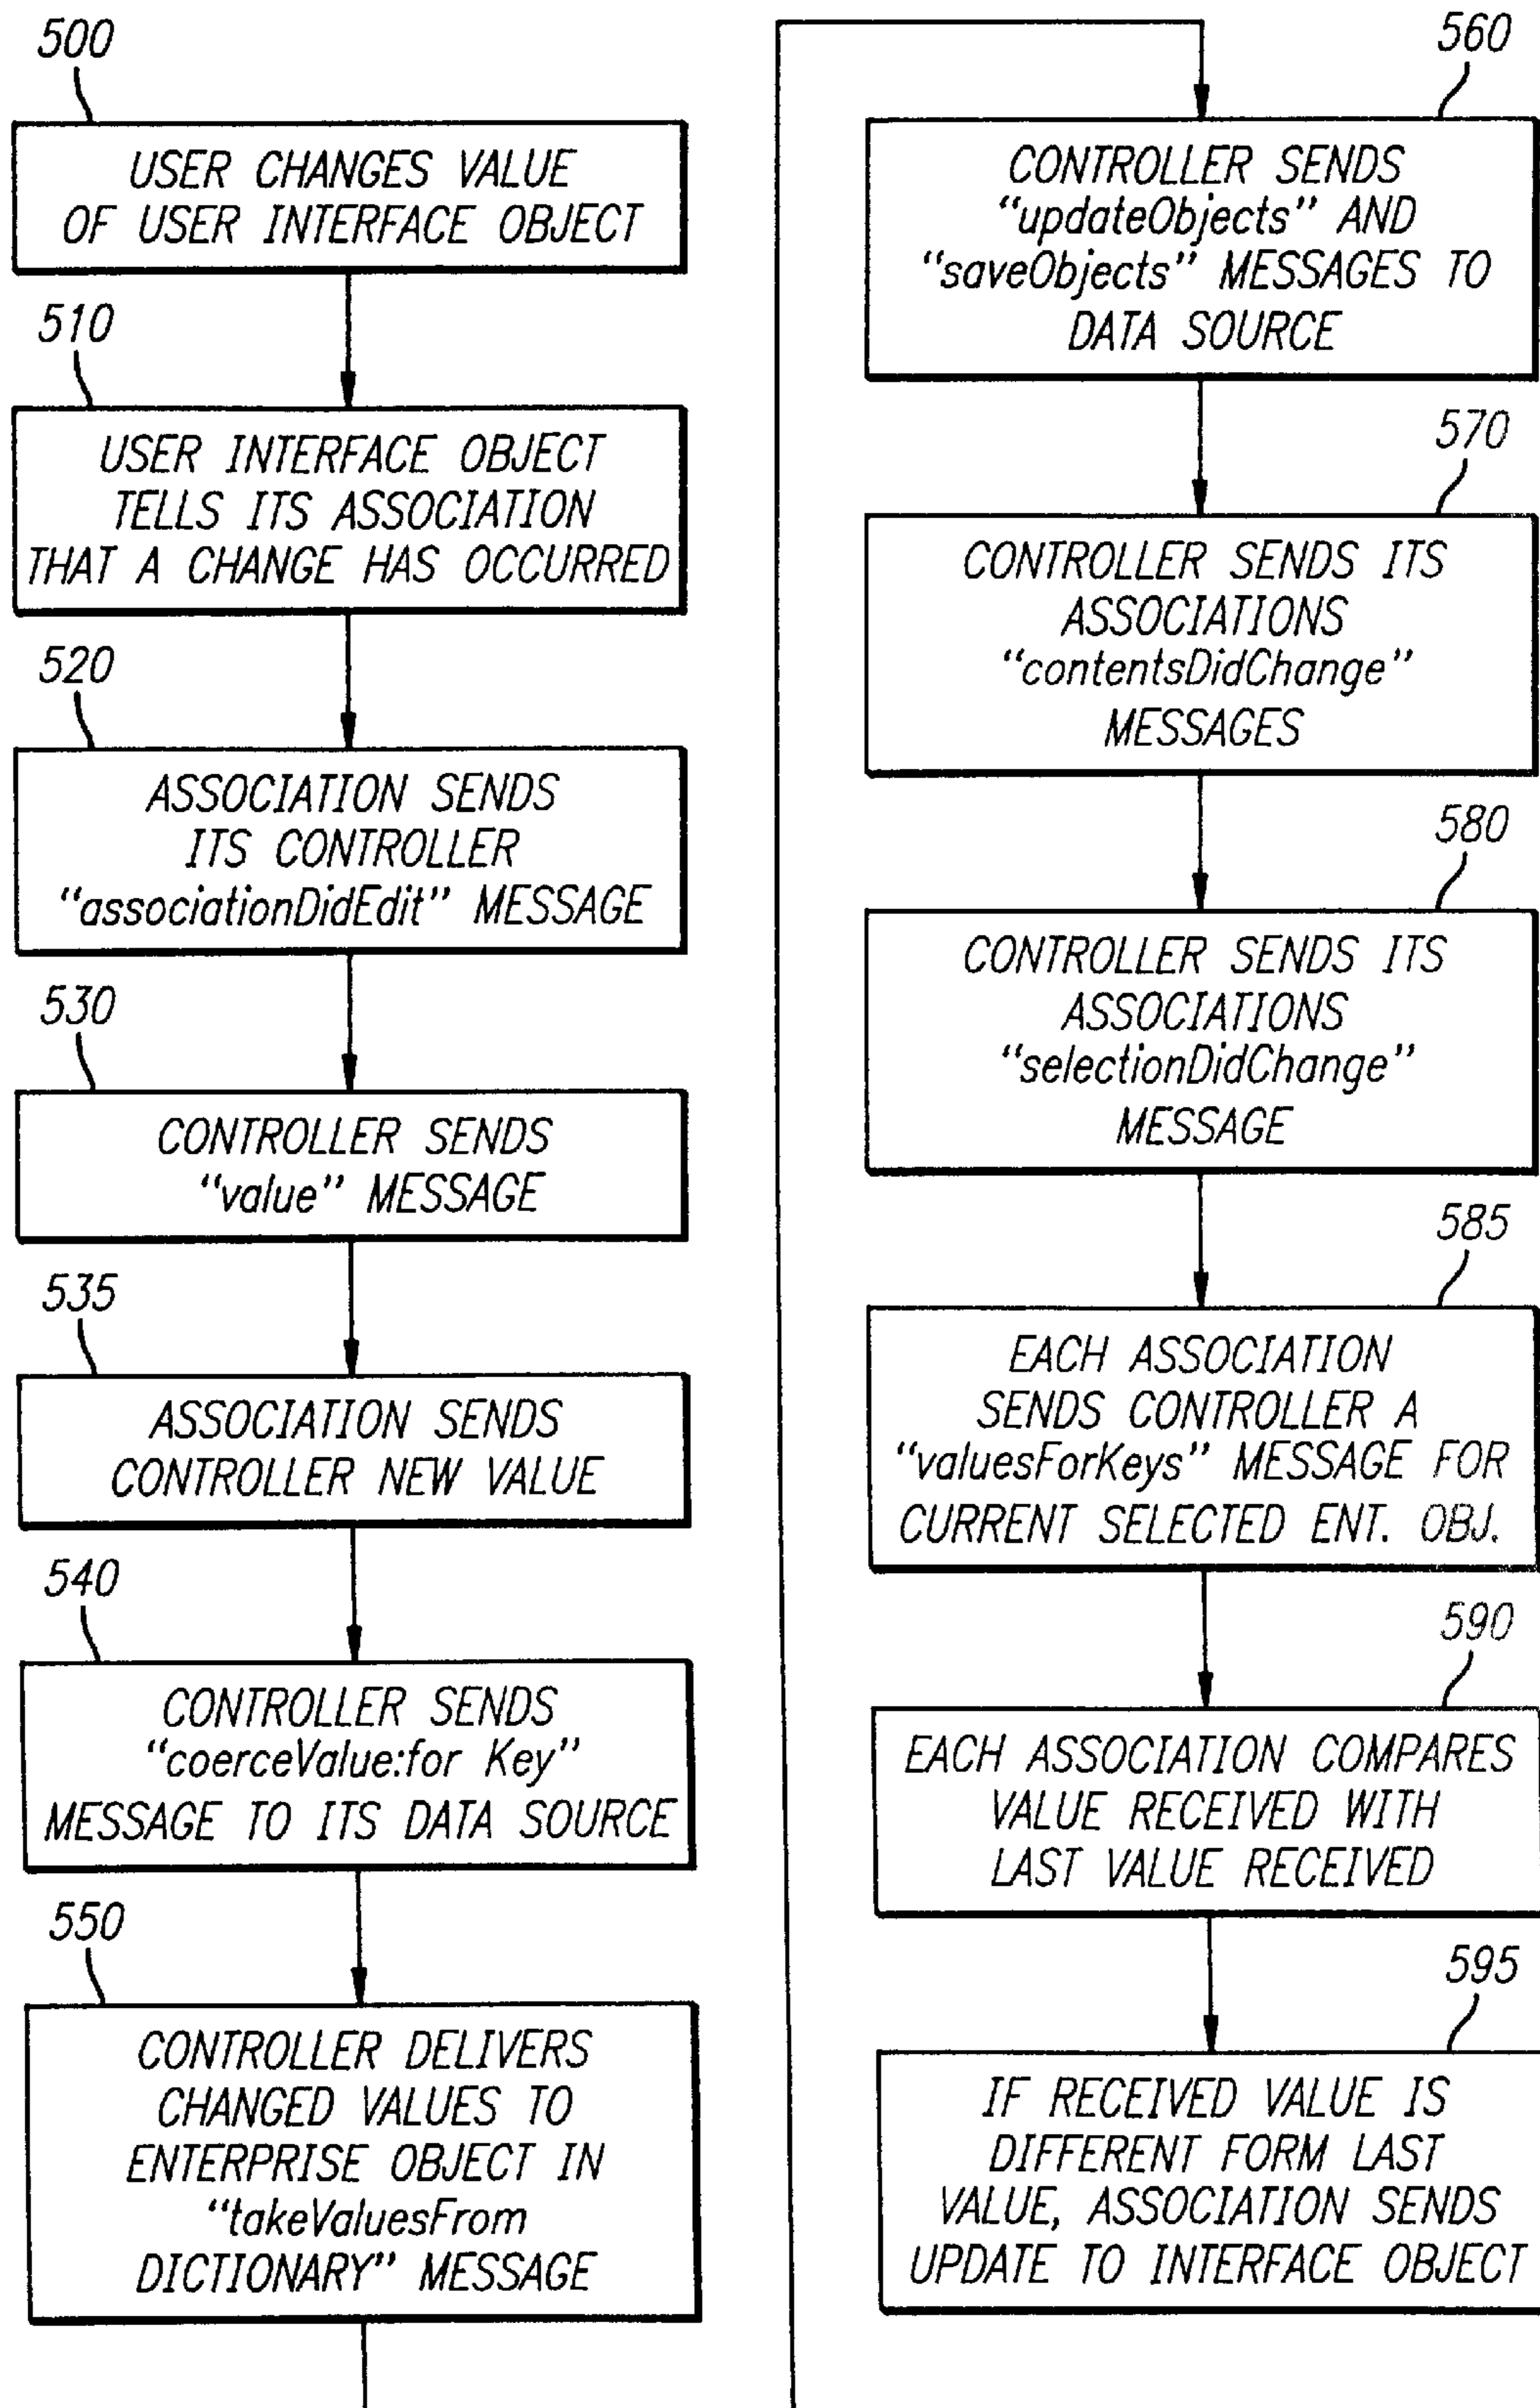 500
USER CHANGES VALUE
OF USER INTERFACE OBJECT
510
USER INTERFACE OBJECT
TELLS ITS ASSOCIATION
THAT A CHANGE HAS OCCURRED
520
ASSOCIATION SENDS
ITS CONTROLLER
“associationDidEdit” MESSAGE
530
CONTROLLER SENDS
“value” MESSAGE
535
ASSOCIATION SENDS
CONTROLLER NEW VALUE
540
CONTROLLER SENDS
“coerceValue:for Key”
MESSAGE TO ITS DATA SOURCE
550
CONTROLLER DELIVERS
CHANGED VALUES TO
ENTERPRISE OBJECT IN
“takeValuesFrom
DICTIONARY” MESSAGE
560
CONTROLLER SENDS
“updateObjects” AND
“saveObjects” MESSAGES TO
DATA SOURCE
570
CONTROLLER SENDS ITS
ASSOCIATIONS
“contentsDidChange”
MESSAGES
580
CONTROLLER SENDS ITS
ASSOCIATIONS
“selectionDidChange”
MESSAGE
585
EACH ASSOCIATION
SENDS CONTROLLER A
“valuesForKeys” MESSAGE FOR
CURRENT SELECTED ENT. OBJ.
590
EACH ASSOCIATION COMPARES
VALUE RECEIVED WITH
LAST VALUE RECEIVED
595
IF RECEIVED VALUE IS
DIFFERENT FORM LAST
VALUE, ASSOCIATION SENDS
UPDATE TO INTERFACE OBJECT